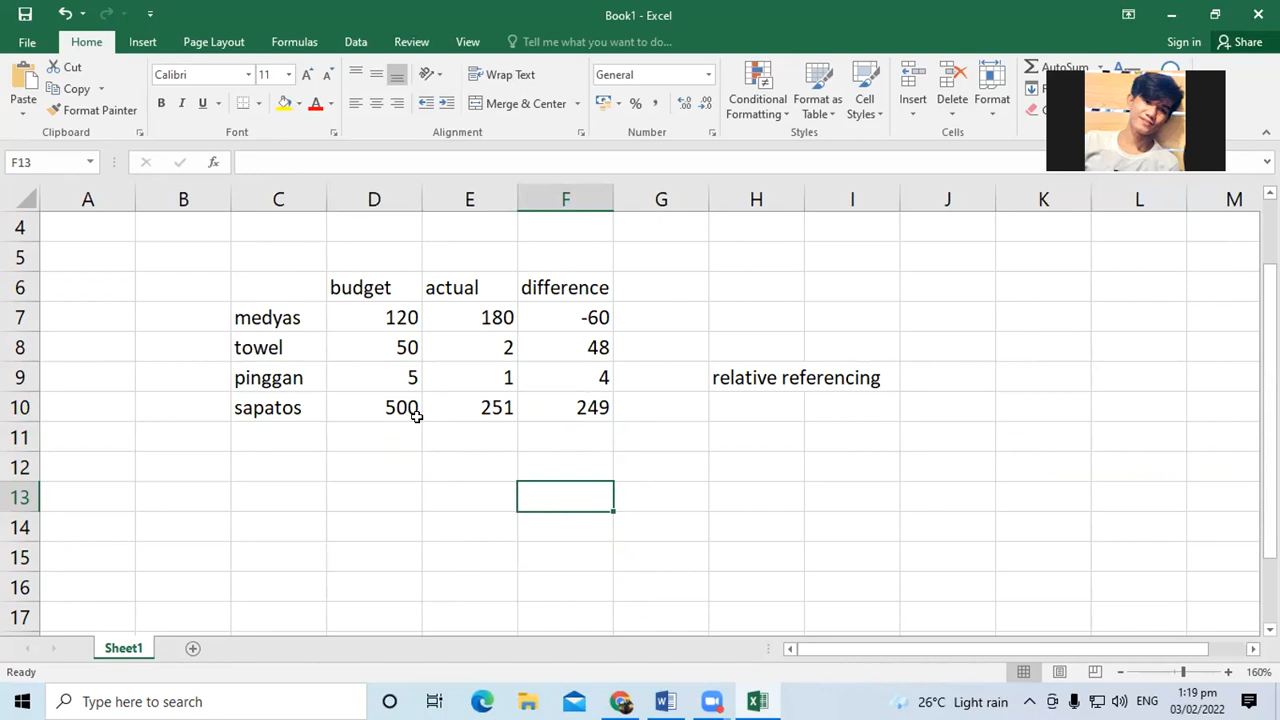 Book1 - Excel
File Home Insert Page Layout Formulas Data Review View Tell me what you want to do... Sign in Share
Cut
Copy
Format Painter
Paste
Clipboard
Calibri 11
B I U A
Font
Wrap Text
Merge & Center
Alignment
General
% ,
Number
Conditional Formatting
Format as Table
Cell Styles
Styles
Insert Delete Format
Cells
AutoSum
F13 fx
A B C D E F G H I J K L M
4
5
6 budget actual difference
7 medyas 120 180 -60
8 towel 50 2 48
9 pinggan 5 1 4 relative referencing
10 sapatos 500 251 249
11
12
13
14
15
16
17
Sheet1
Ready 160%
Type here to search 26°C Light rain ENG 1:19 pm
03/02/2022